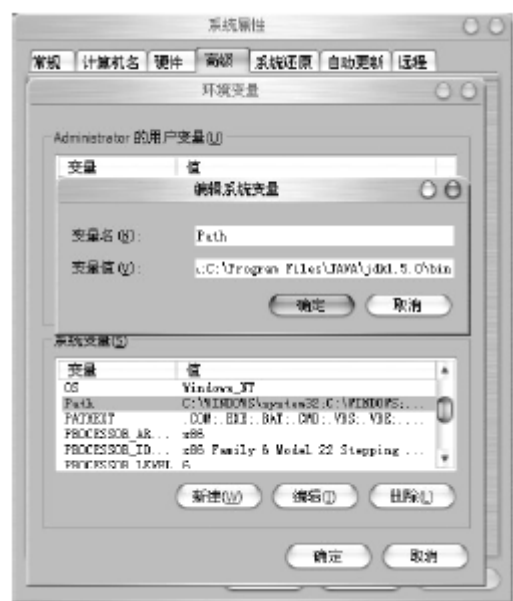 系统属性
常规 计算机名 硬件 高级 系统还原 自动更新 远程
环境变量
Administrator 的用户变量(U)
变量 值
编辑系统变量
变量名(N): Path
变量值(V): ;C:\Program Files\JAVA\jdk1.5.0\bin
确定 取消
系统变量(S)
变量 值
OS Windows_NT
Path C:\WINDOWS\system32;C:\WINDOWS;...
PATHEXT .COM;.EXE;.BAT;.CMD;.VBS;.VBE;...
PROCESSOR_AR... x86
PROCESSOR_ID... x86 Family 6 Model 22 Stepping ...
PROCESSOR_LEVEL 6
新建(W) 编辑(I) 删除(L)
确定 取消